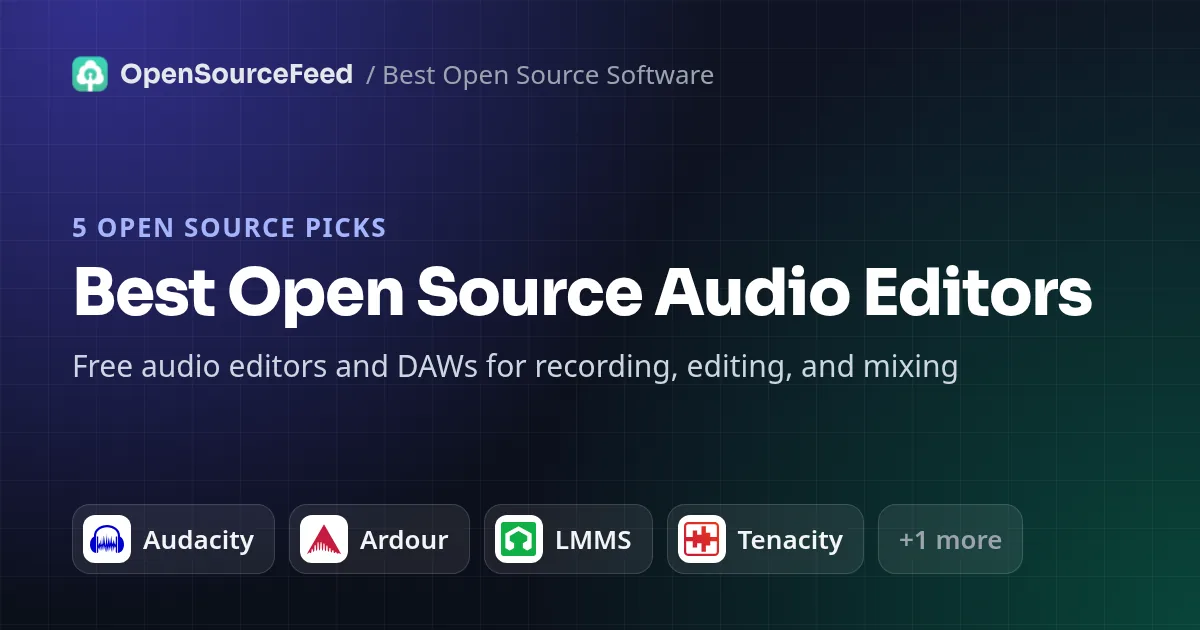 OpenSourceFeed / Best Open Source Software
5 OPEN SOURCE PICKS
Best Open Source Audio Editors
Free audio editors and DAWs for recording, editing, and mixing
Audacity Ardour LMMS Tenacity +1 more